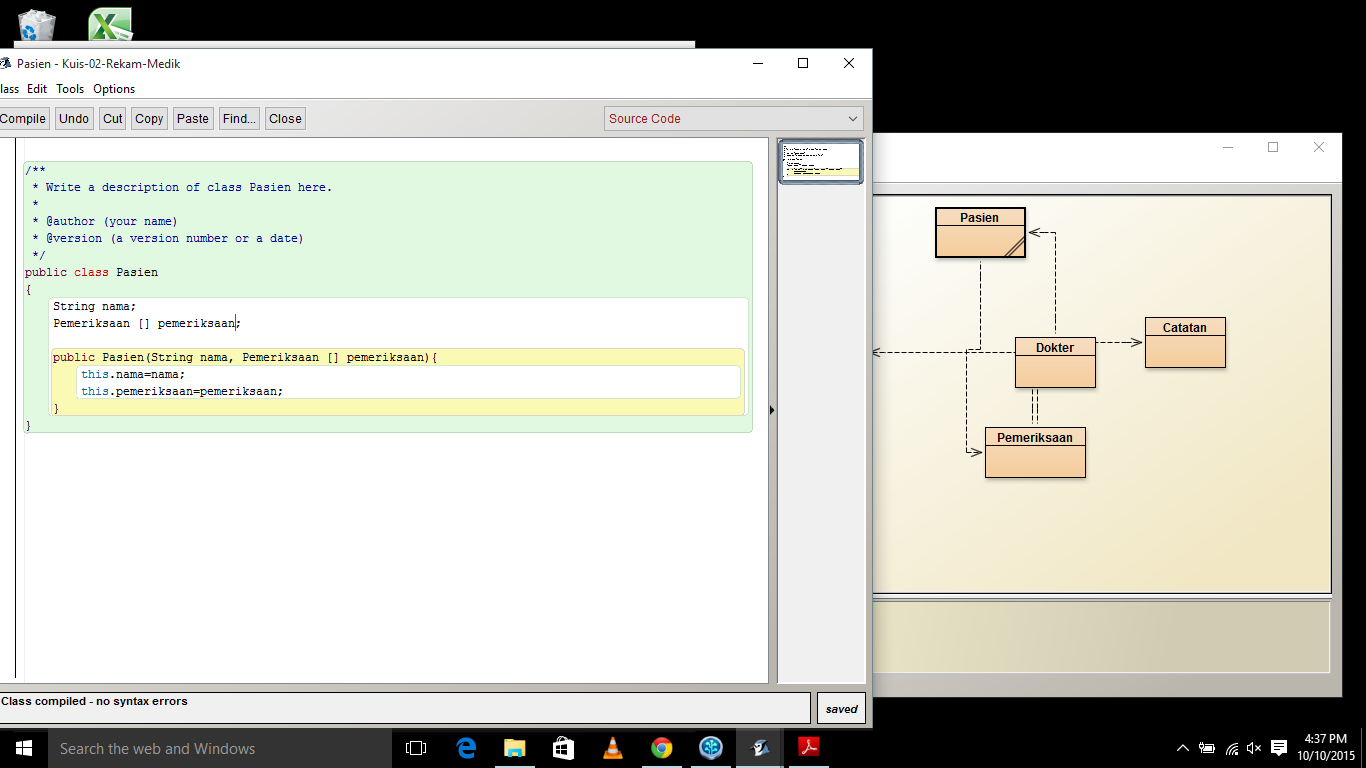 Pasien - Kuis-02-Rekam-Medik
lass Edit Tools Options
Compile Undo Cut Copy Paste Find... Close Source Code
/**
 * Write a description of class Pasien here.
 *
 * @author (your name)
 * @version (a version number or a date)
 */
public class Pasien
{
String nama;
Pemeriksaan [] pemeriksaan;
public Pasien(String nama, Pemeriksaan [] pemeriksaan){
this.nama=nama;
this.pemeriksaan=pemeriksaan;
}
}
Class compiled - no syntax errors
saved
Pasien
Catatan
Dokter
Pemeriksaan
Search the web and Windows
4:37 PM
10/10/2015